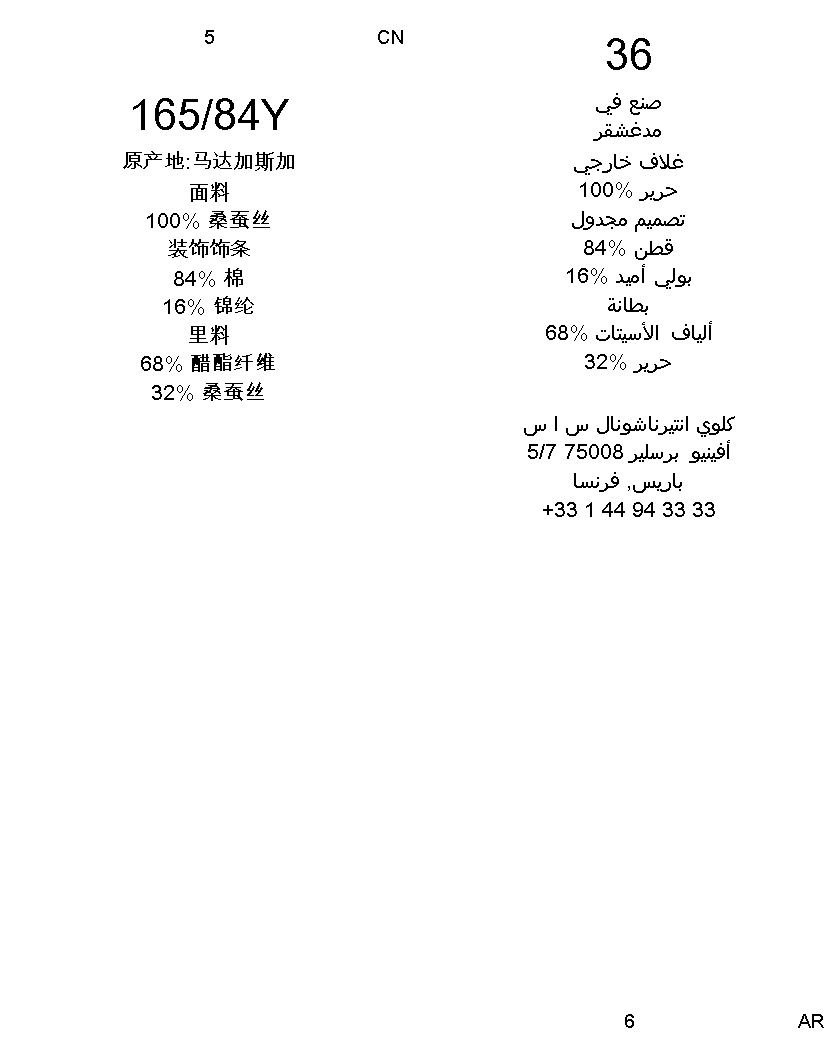 5
CN
165/84Y
原产地:马达加斯加
面料
100% 桑蚕丝
装饰饰条
84% 棉
16% 锦纶
里料
68% 醋酯纤维
32% 桑蚕丝
36
صنع في
مدغشقر
غلاف خارجي
100% حرير
تصميم مجدول
84% قطن
16% بولي أميد
بطانة
68% ألياف الأسيتات
32% حرير
كلوي انتيرناشونال س ا س
5/7 أفينيو برسلير 75008
باريس, فرنسا
+33 1 44 94 33 33
6
AR